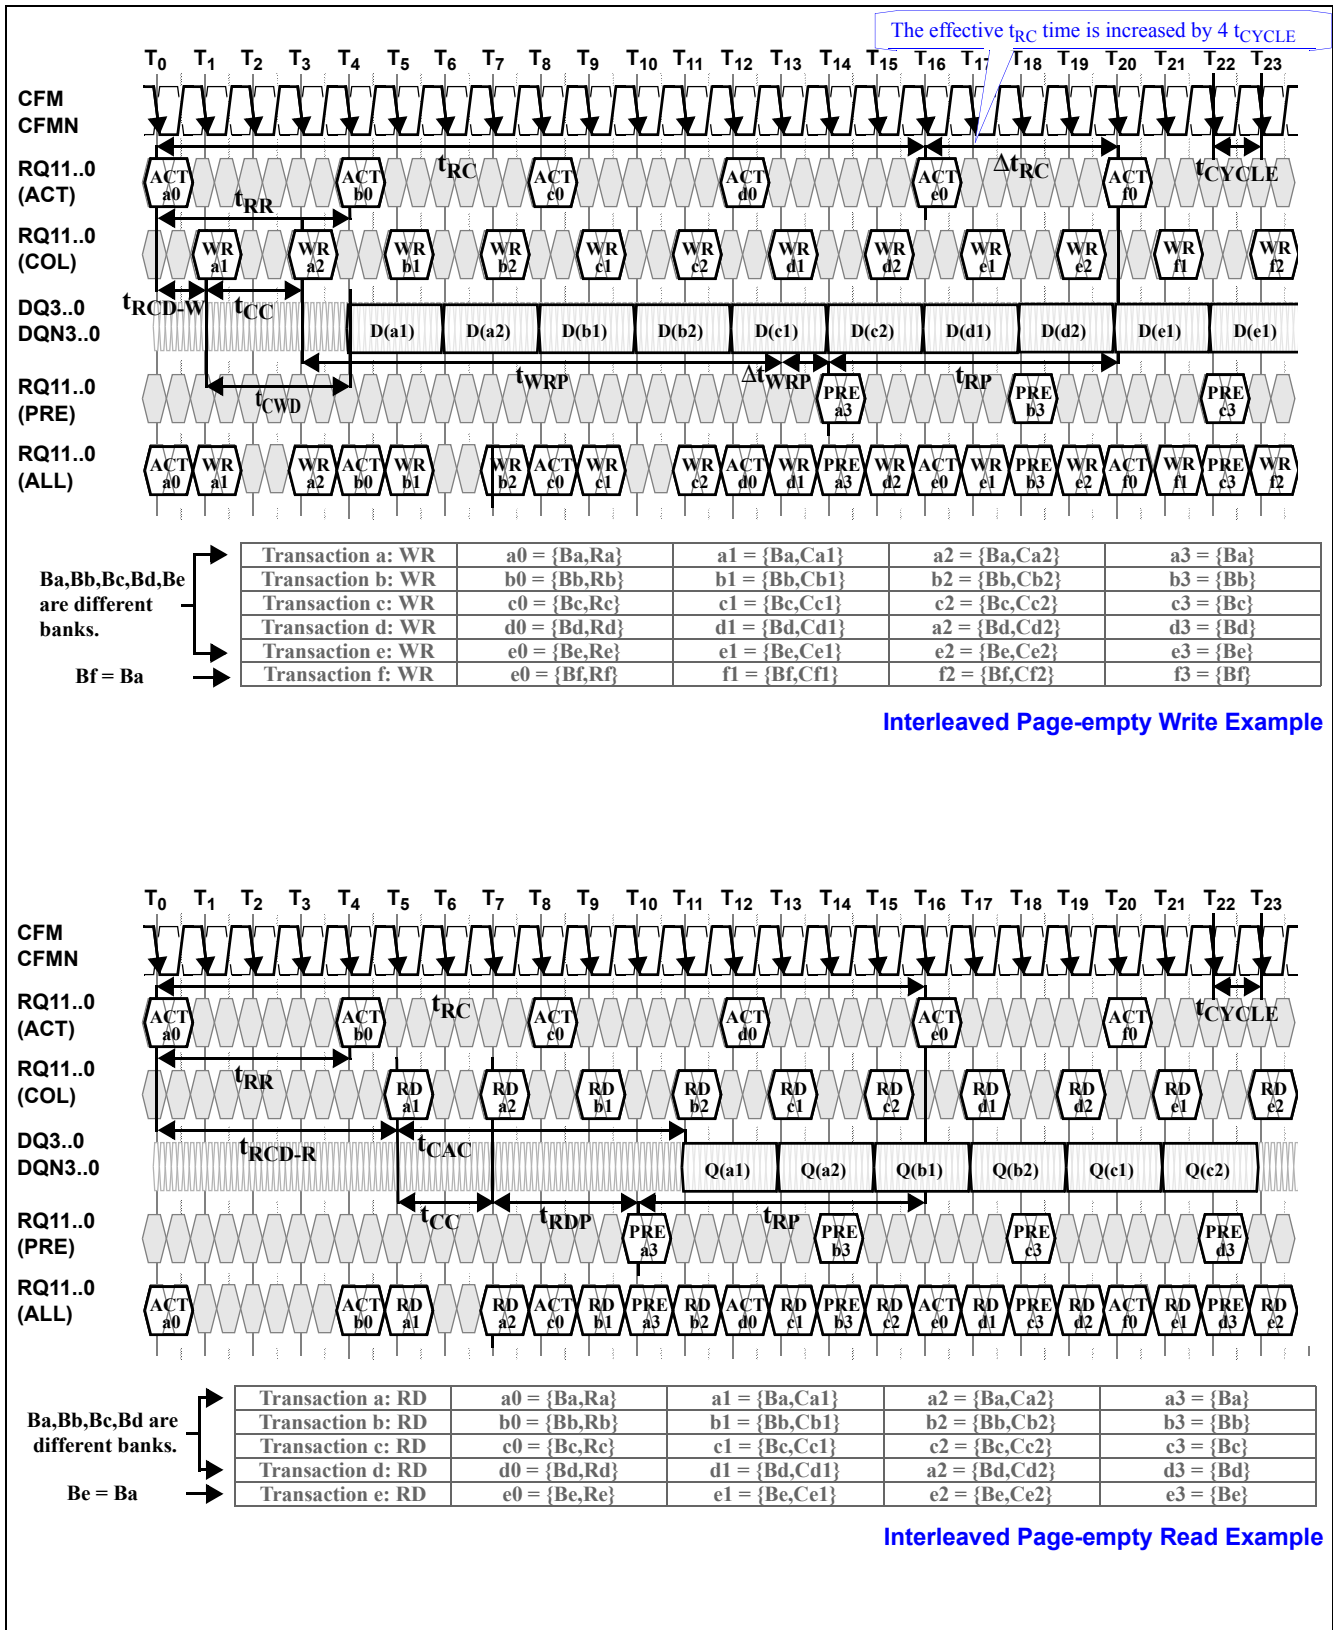 The effective tRC time is increased by 4 tCYCLE
T0 T1 T2 T3 T4 T5 T6 T7 T8 T9 T10 T11 T12 T13 T14 T15 T16 T17 T18 T19 T20 T21 T22 T23
CFM
CFMN
tRC ΔtRC tCYCLE
RQ11..0
(ACT)
ACT a0 ACT b0 ACT c0 ACT d0 ACT e0 ACT f0
tRR
RQ11..0
(COL)
WR a1 WR a2 WR b1 WR b2 WR c1 WR c2 WR d1 WR d2 WR e1 WR e2 WR f1 WR f2
tRCD-W tCC
DQ3..0
DQN3..0
D(a1) D(a2) D(b1) D(b2) D(c1) D(c2) D(d1) D(d2) D(e1) D(e1)
tCWD tWRP ΔtWRP tRP
RQ11..0
(PRE)
PRE a3 PRE b3 PRE c3
RQ11..0
(ALL)
ACT a0 WR a1 WR a2 ACT b0 WR b1 WR b2 ACT c0 WR c1 WR c2 ACT d0 WR d1 PRE a3 WR d2 ACT e0 WR e1 PRE b3 WR e2 ACT f0 WR f1 PRE c3 WR f2
Ba,Bb,Bc,Bd,Be
are different
banks.
Bf = Ba
Transaction a: WR a0 = {Ba,Ra} a1 = {Ba,Ca1} a2 = {Ba,Ca2} a3 = {Ba}
Transaction b: WR b0 = {Bb,Rb} b1 = {Bb,Cb1} b2 = {Bb,Cb2} b3 = {Bb}
Transaction c: WR c0 = {Bc,Rc} c1 = {Bc,Cc1} c2 = {Bc,Cc2} c3 = {Bc}
Transaction d: WR d0 = {Bd,Rd} d1 = {Bd,Cd1} a2 = {Bd,Cd2} d3 = {Bd}
Transaction e: WR e0 = {Be,Re} e1 = {Be,Ce1} e2 = {Be,Ce2} e3 = {Be}
Transaction f: WR e0 = {Bf,Rf} f1 = {Bf,Cf1} f2 = {Bf,Cf2} f3 = {Bf}
Interleaved Page-empty Write Example
T0 T1 T2 T3 T4 T5 T6 T7 T8 T9 T10 T11 T12 T13 T14 T15 T16 T17 T18 T19 T20 T21 T22 T23
CFM
CFMN
tRC tCYCLE
RQ11..0
(ACT)
ACT a0 ACT b0 ACT c0 ACT d0 ACT e0 ACT f0
tRR
RQ11..0
(COL)
RD a1 RD a2 RD b1 RD b2 RD c1 RD c2 RD d1 RD d2 RD e1 RD e2
tRCD-R tCAC
DQ3..0
DQN3..0
Q(a1) Q(a2) Q(b1) Q(b2) Q(c1) Q(c2)
tCC tRDP tRP
RQ11..0
(PRE)
PRE a3 PRE b3 PRE c3 PRE d3
RQ11..0
(ALL)
ACT a0 ACT b0 RD a1 RD a2 ACT c0 RD b1 PRE a3 RD b2 ACT d0 RD c1 PRE b3 RD c2 ACT e0 RD d1 PRE c3 RD d2 ACT f0 RD e1 PRE d3 RD e2
Ba,Bb,Bc,Bd are
different banks.
Be = Ba
Transaction a: RD a0 = {Ba,Ra} a1 = {Ba,Ca1} a2 = {Ba,Ca2} a3 = {Ba}
Transaction b: RD b0 = {Bb,Rb} b1 = {Bb,Cb1} b2 = {Bb,Cb2} b3 = {Bb}
Transaction c: RD c0 = {Bc,Rc} c1 = {Bc,Cc1} c2 = {Bc,Cc2} c3 = {Bc}
Transaction d: RD d0 = {Bd,Rd} d1 = {Bd,Cd1} a2 = {Bd,Cd2} d3 = {Bd}
Transaction e: RD e0 = {Be,Re} e1 = {Be,Ce1} e2 = {Be,Ce2} e3 = {Be}
Interleaved Page-empty Read Example